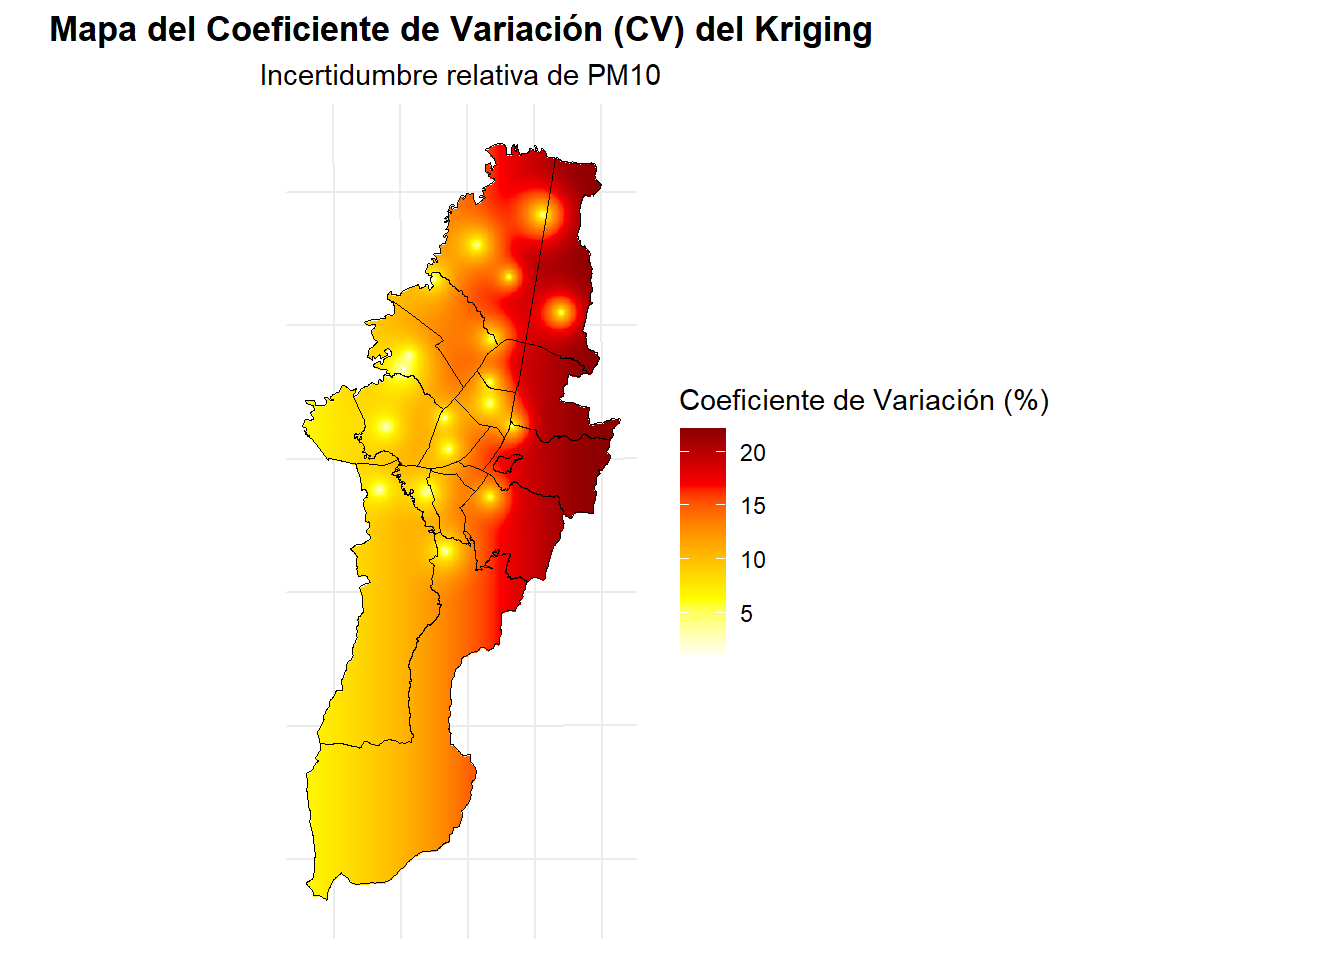 Mapa del Coeficiente de Variación (CV) del Kriging
Incertidumbre relativa de PM10
Coeficiente de Variación (%)
20
15
10
5